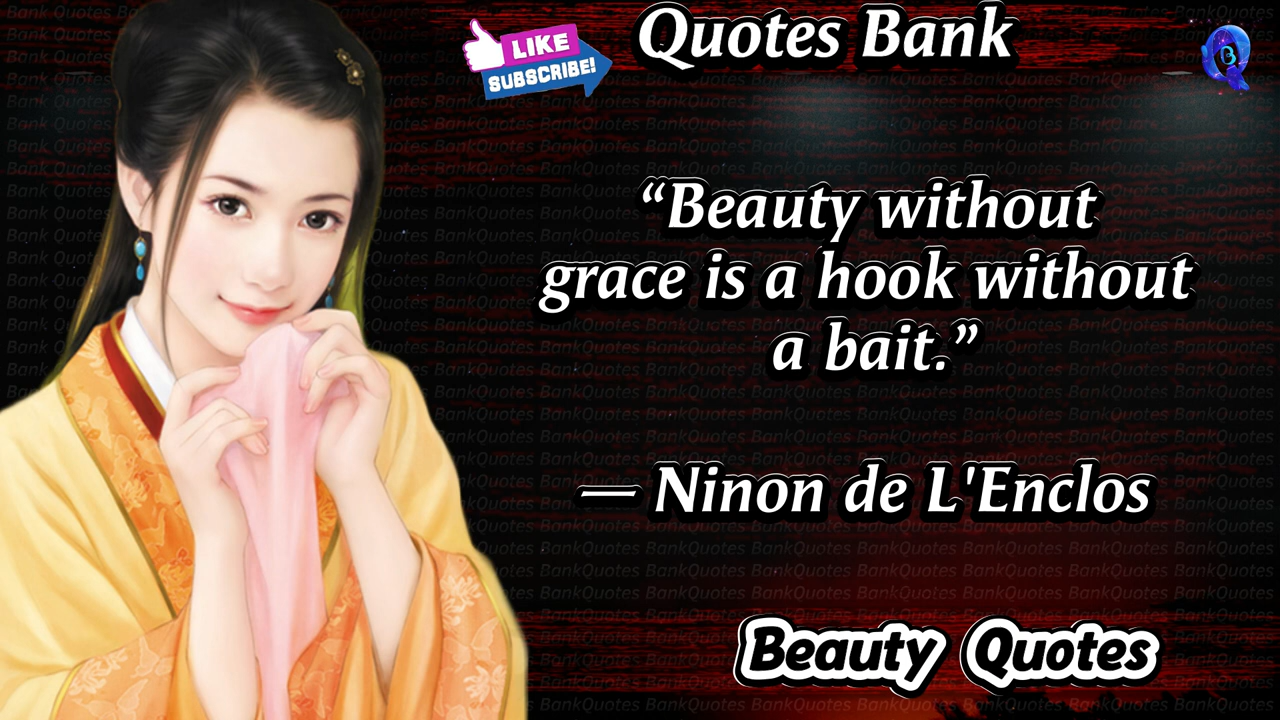 LIKE
SUBSCRIBE!
Quotes Bank
B
“Beauty without
grace is a hook without
a bait.”
— Ninon de L'Enclos
Beauty Quotes